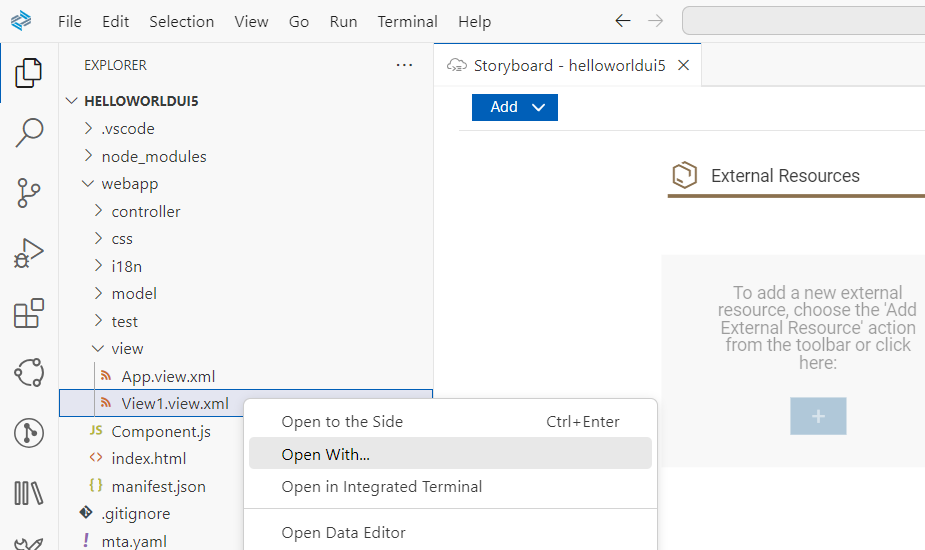 File Edit Selection View Go Run Terminal Help
EXPLORER
Storyboard - helloworldui5
HELLOWORLDUI5
.vscode
node_modules
webapp
controller
css
i18n
model
test
view
App.view.xml
View1.view.xml
JS Component.js
index.html
{} manifest.json
.gitignore
! mta.yaml
Open to the Side Ctrl+Enter
Open With...
Open in Integrated Terminal
Open Data Editor
Add
External Resources
To add a new external
resource, choose the 'Add
External Resource' action
from the toolbar or click
here:
+